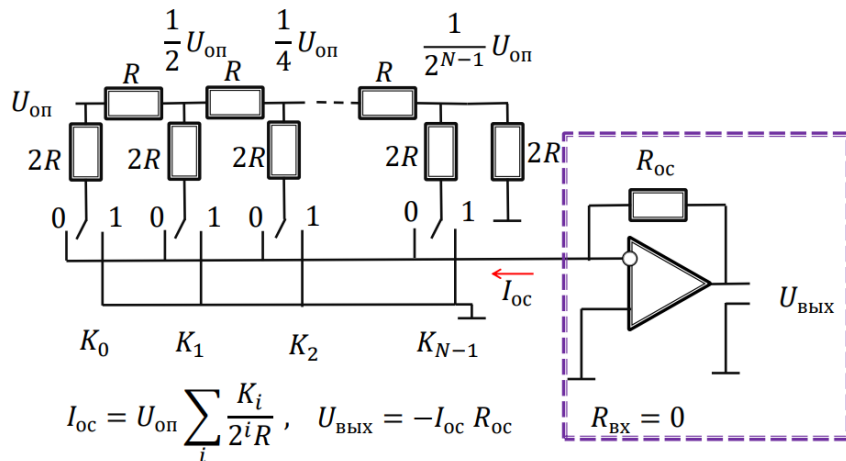 1/2 U_оп 1/4 U_оп 1/2^{N-1} U_оп
R R R
U_оп
2R 2R 2R 2R 2R
R_ос
0 1 0 1 0 1 0 1
I_ос
U_вых
K_0 K_1 K_2 K_{N-1}
I_ос = U_оп ∑_i K_i/(2^i R) , U_вых = −I_ос R_ос
R_вх = 0